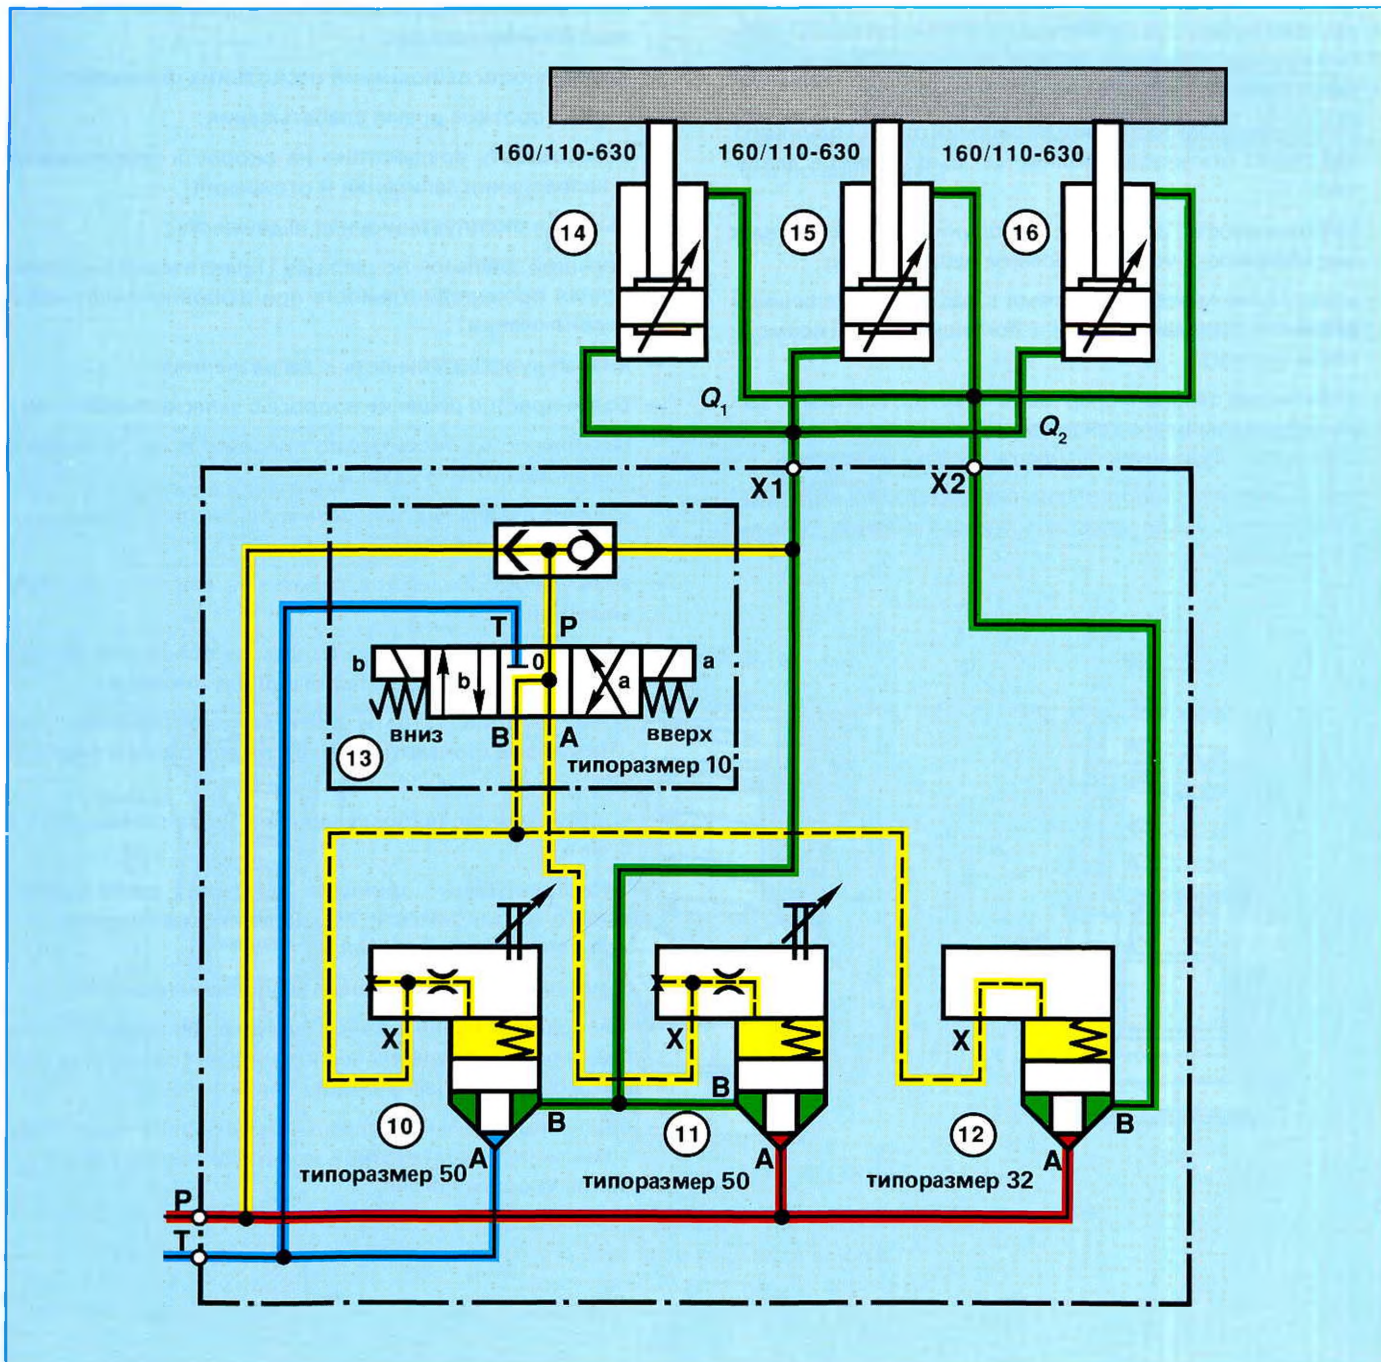 160/110-630 160/110-630 160/110-630
14 15 16
Q1 Q2
X1 X2
T P
b b 0 a a
вниз B A вверх
13 типоразмер 10
X X X
B B B
10 11 12
A A A
типоразмер 50 типоразмер 50 типоразмер 32
P
T